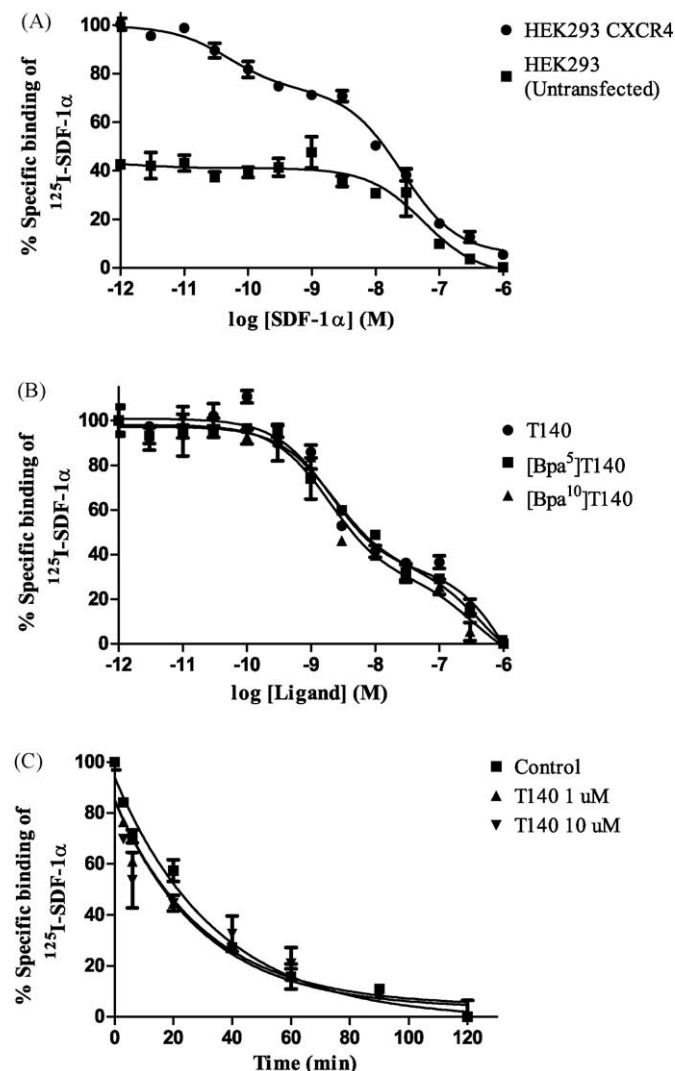 (A)
HEK293 CXCR4
HEK293
(Untransfected)
% Specific binding of
125I-SDF-1α
100
80
60
40
20
0
-12 -11 -10 -9 -8 -7 -6
log [SDF-1α] (M)
(B)
T140
[Bpa5]T140
[Bpa10]T140
% Specific binding of
125I-SDF-1α
100
80
60
40
20
0
-12 -11 -10 -9 -8 -7 -6
log [Ligand] (M)
(C)
Control
T140 1 uM
T140 10 uM
% Specific binding of
125I-SDF-1α
100
80
60
40
20
0
0 20 40 60 80 100 120
Time (min)